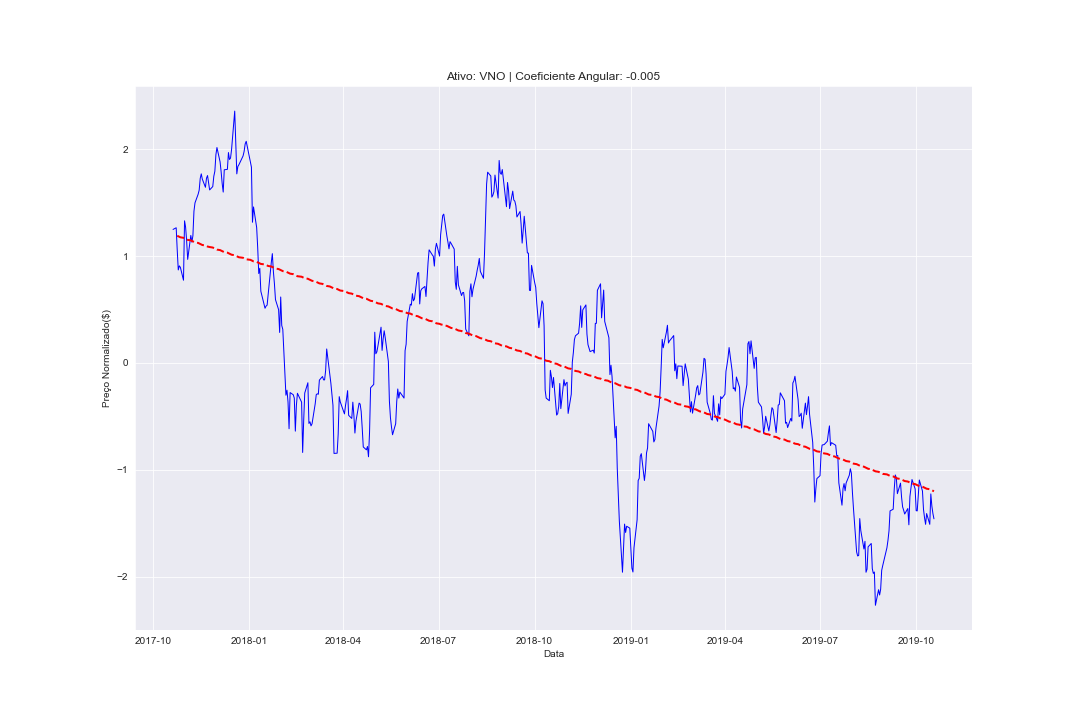 Ativo: VNO | Coeficiente Angular: -0.005
Preço Normalizado($)
2
1
0
−1
−2
2017-10 2018-01 2018-04 2018-07 2018-10 2019-01 2019-04 2019-07 2019-10
Data